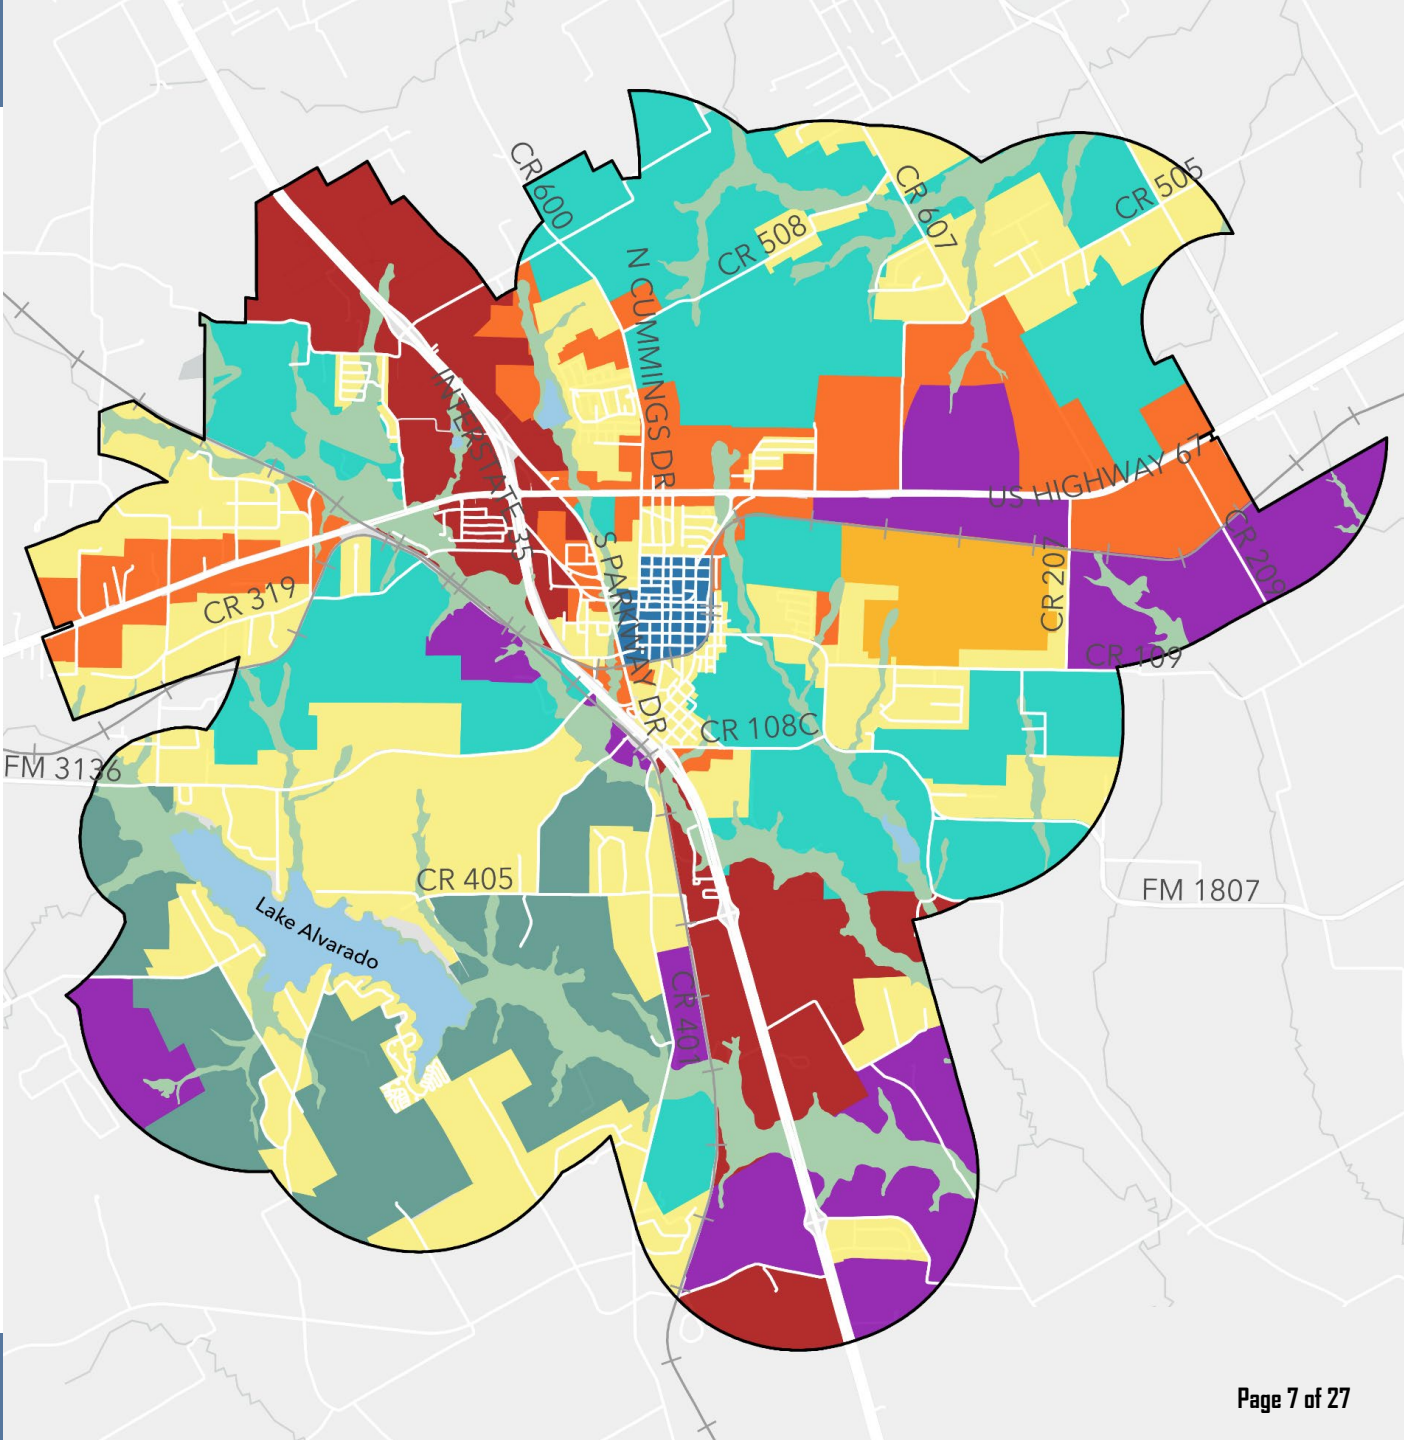 CR 600
CR 607
CR 505
CR 508
N CUMMINGS DR
INTERSTATE 35
US HIGHWAY 67
CR 209
CR 207
S PARKWAY DR
CR 319
CR 109
CR 108C
FM 3136
CR 405
FM 1807
Lake Alvarado
CR 401
Page 7 of 27